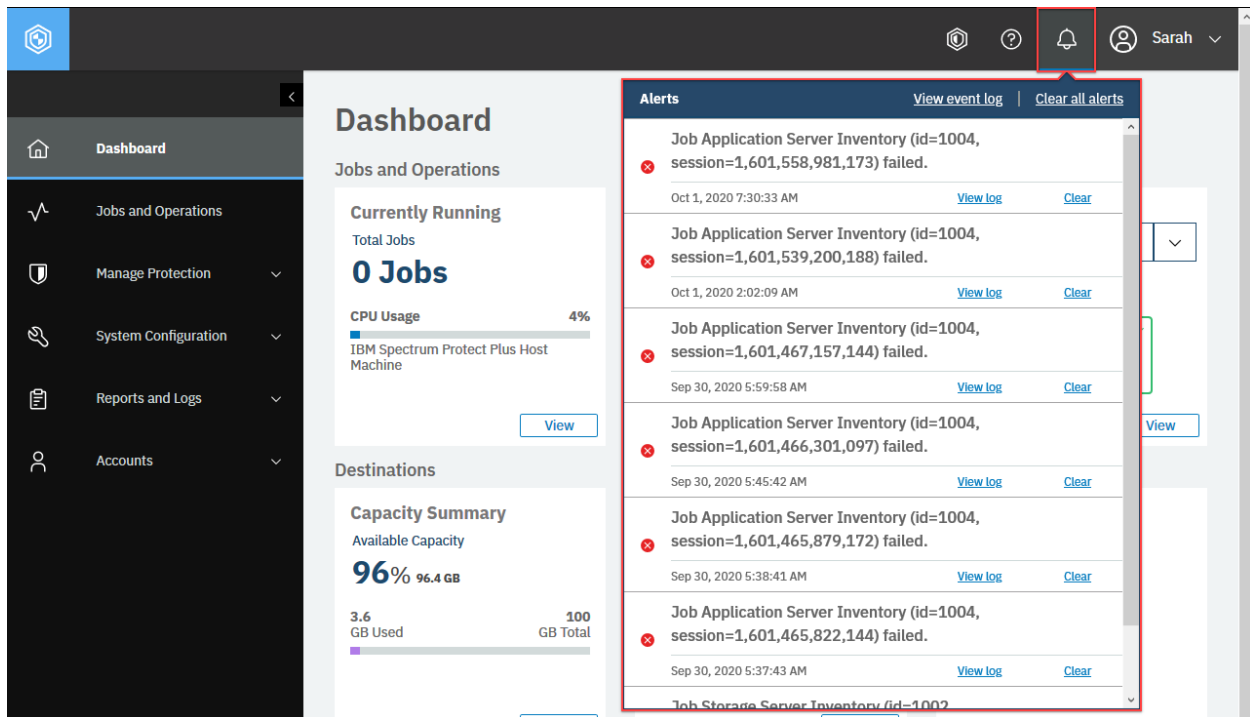 Sarah
Dashboard
Jobs and Operations
Manage Protection
System Configuration
Reports and Logs
Accounts
Dashboard
Jobs and Operations
Currently Running
Total Jobs
0 Jobs
CPU Usage 4%
IBM Spectrum Protect Plus Host
Machine
View
View
Destinations
Capacity Summary
Available Capacity
96% 96.4 GB
3.6 100
GB Used GB Total
Alerts View event log | Clear all alerts
Job Application Server Inventory (id=1004,
session=1,601,558,981,173) failed.
Oct 1, 2020 7:30:33 AM View log Clear
Job Application Server Inventory (id=1004,
session=1,601,539,200,188) failed.
Oct 1, 2020 2:02:09 AM View log Clear
Job Application Server Inventory (id=1004,
session=1,601,467,157,144) failed.
Sep 30, 2020 5:59:58 AM View log Clear
Job Application Server Inventory (id=1004,
session=1,601,466,301,097) failed.
Sep 30, 2020 5:45:42 AM View log Clear
Job Application Server Inventory (id=1004,
session=1,601,465,879,172) failed.
Sep 30, 2020 5:38:41 AM View log Clear
Job Application Server Inventory (id=1004,
session=1,601,465,822,144) failed.
Sep 30, 2020 5:37:43 AM View log Clear
Job Storage Server Inventory (id=1002